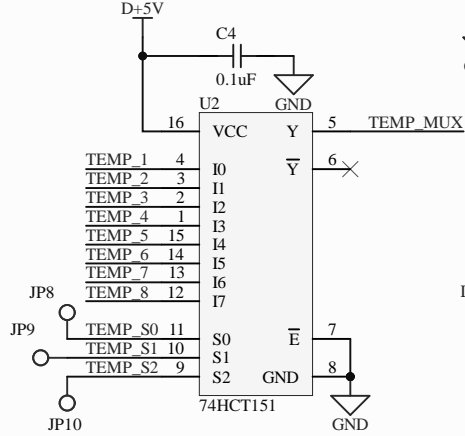 D+5V
C4
0.1uF
GND
U2
16 VCC Y 5 TEMP_MUX
Y 6
TEMP_1 4 I0
TEMP_2 3 I1
TEMP_3 2 I2
TEMP_4 1 I3
TEMP_5 15 I4
TEMP_6 14 I5
TEMP_7 13 I6
TEMP_8 12 I7
JP8
TEMP_S0 11 S0 E 7
JP9
TEMP_S1 10 S1
TEMP_S2 9 S2 GND 8
JP10
74HCT151
GND